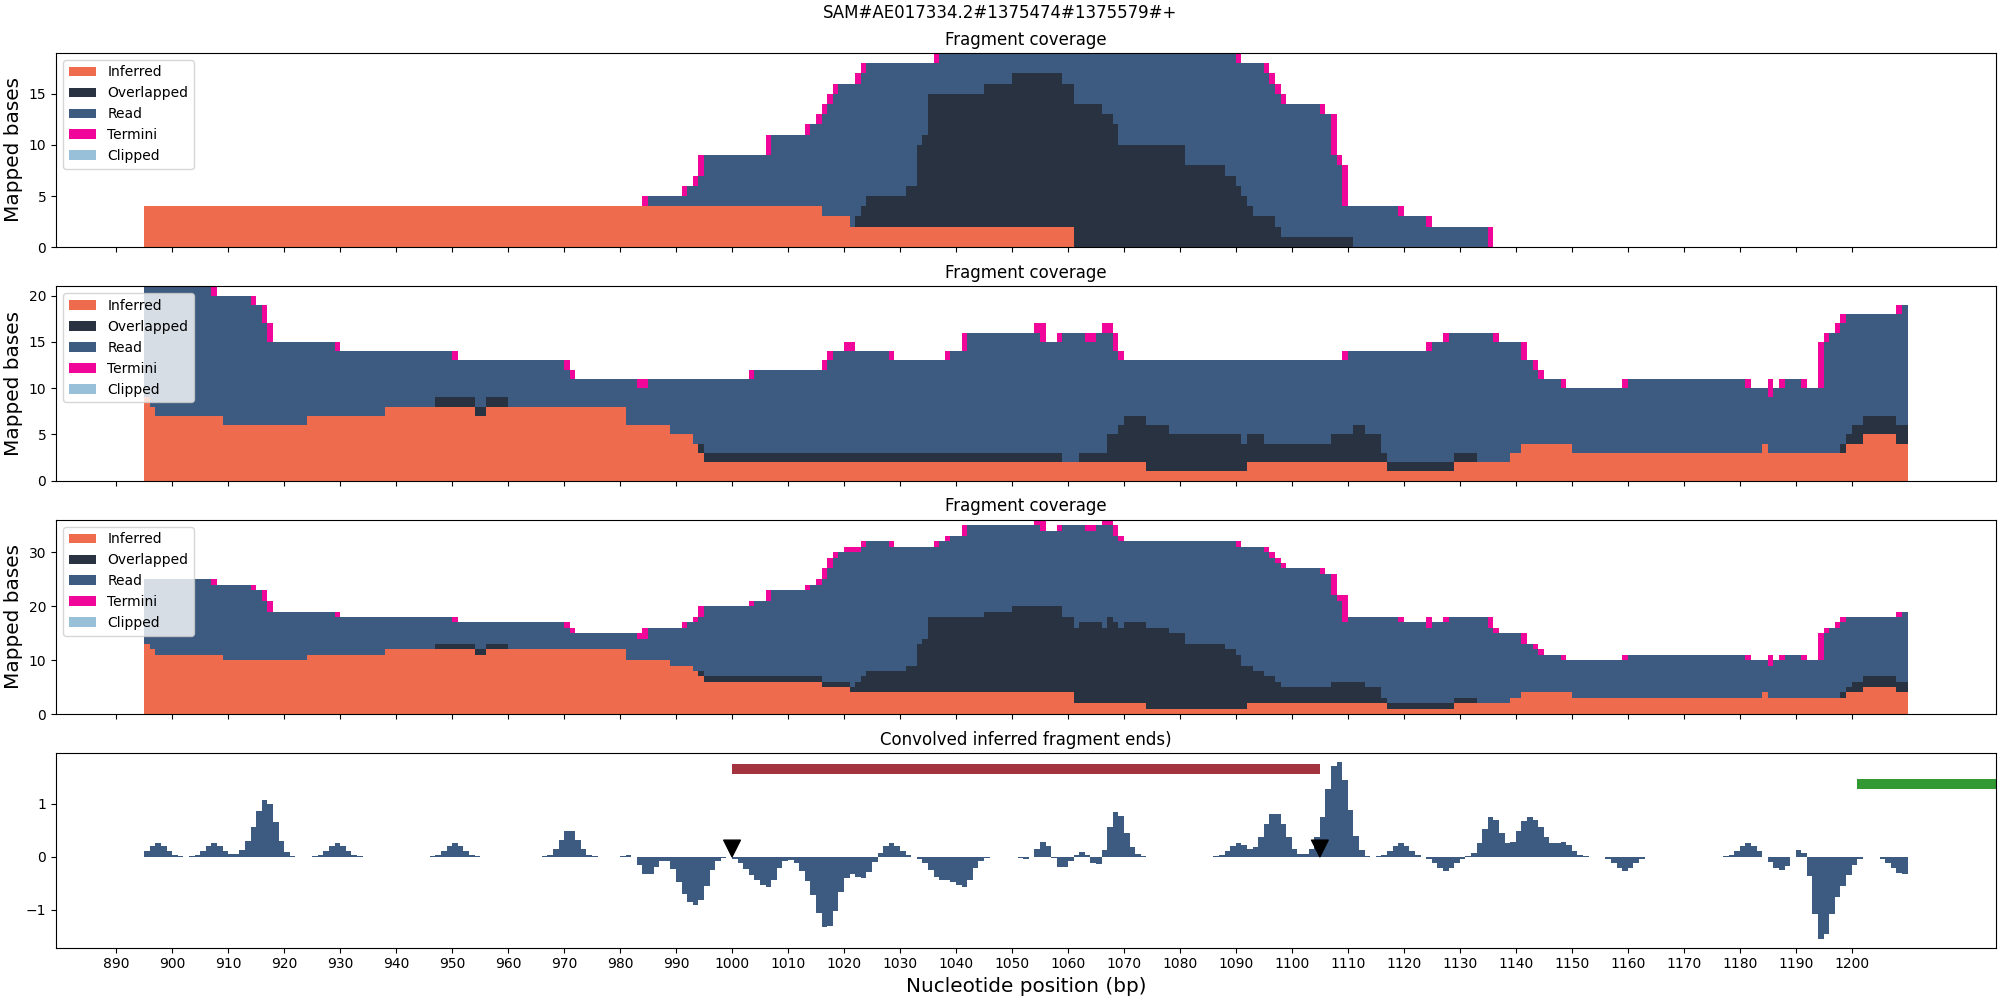 SAM#AE017334.2#1375474#1375579#+
Fragment coverage
Mapped bases
15
10
5
0
Inferred
Overlapped
Read
Termini
Clipped
Fragment coverage
Mapped bases
20
15
10
5
0
Inferred
Overlapped
Read
Termini
Clipped
Fragment coverage
Mapped bases
30
20
10
0
Inferred
Overlapped
Read
Termini
Clipped
Convolved inferred fragment ends)
1
0
−1
890 900 910 920 930 940 950 960 970 980 990 1000 1010 1020 1030 1040 1050 1060 1070 1080 1090 1100 1110 1120 1130 1140 1150 1160 1170 1180 1190 1200
Nucleotide position (bp)